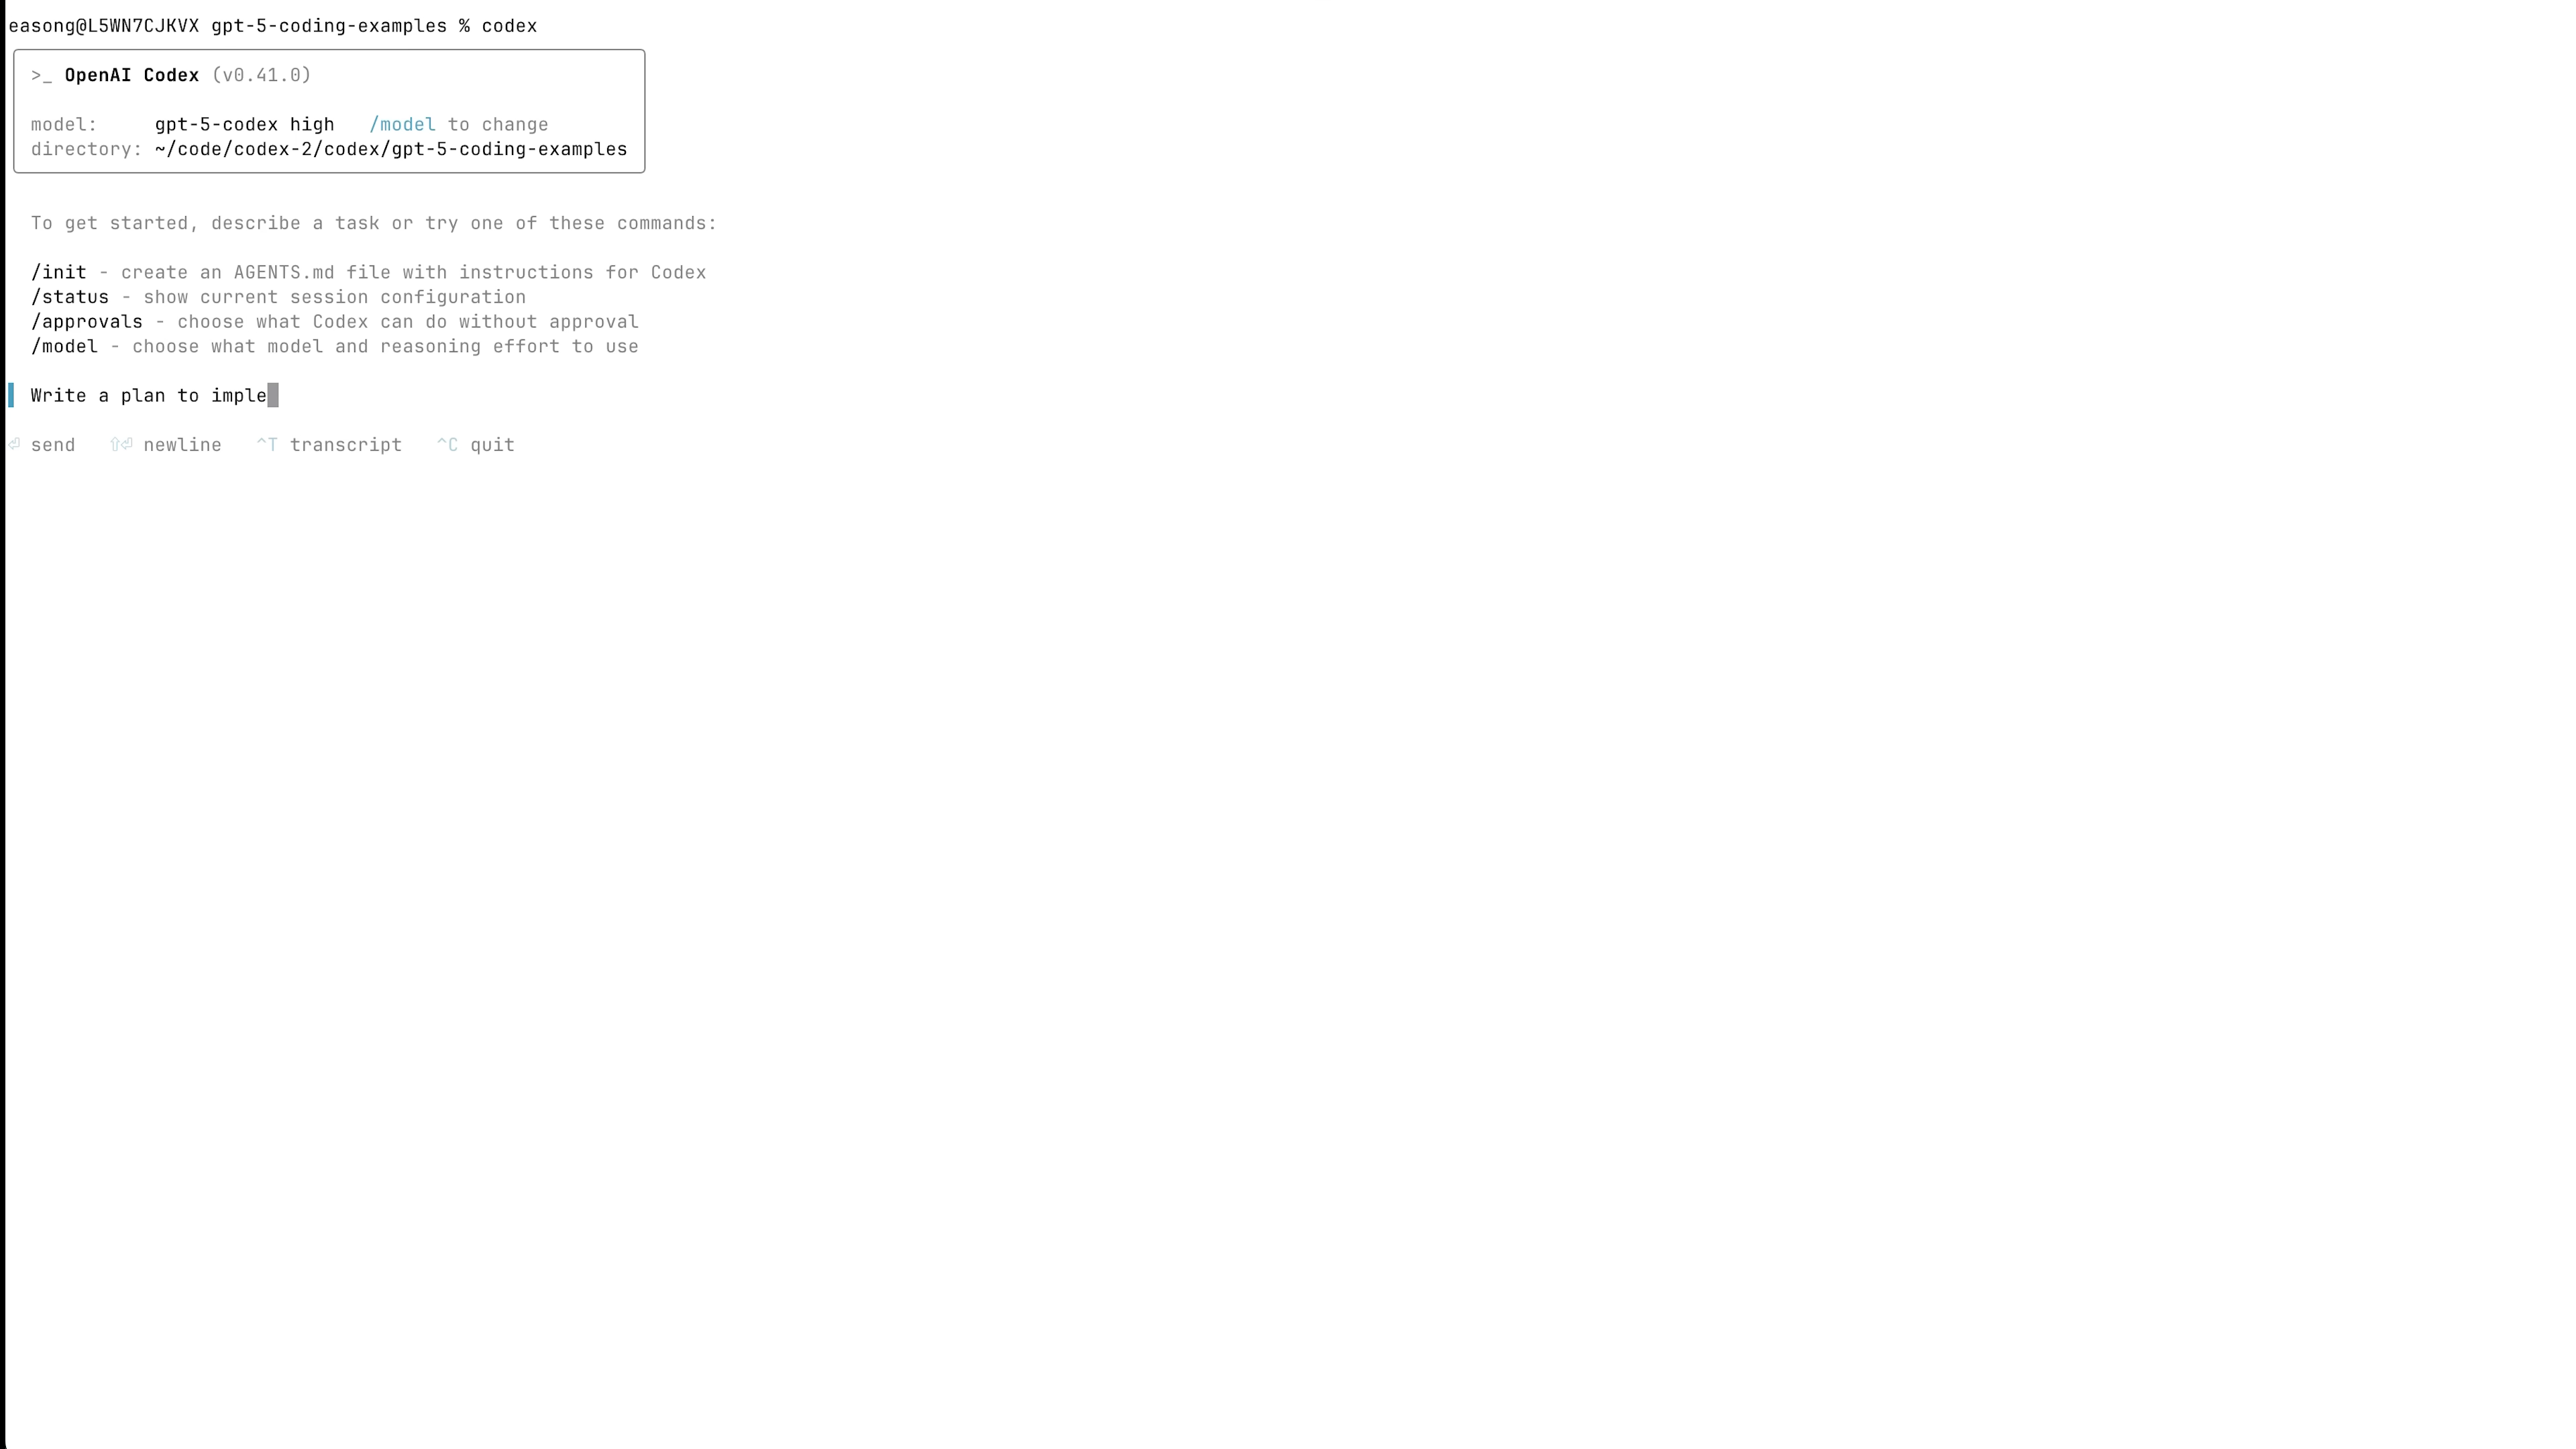 easong@L5WN7CJKVX gpt-5-coding-examples % codex
>_ OpenAI Codex (v0.41.0)
model:     gpt-5-codex high   /model to change
directory: ~/code/codex-2/codex/gpt-5-coding-examples
To get started, describe a task or try one of these commands:
/init - create an AGENTS.md file with instructions for Codex
/status - show current session configuration
/approvals - choose what Codex can do without approval
/model - choose what model and reasoning effort to use
Write a plan to imple
⏎ send   ⇧⏎ newline   ^T transcript   ^C quit